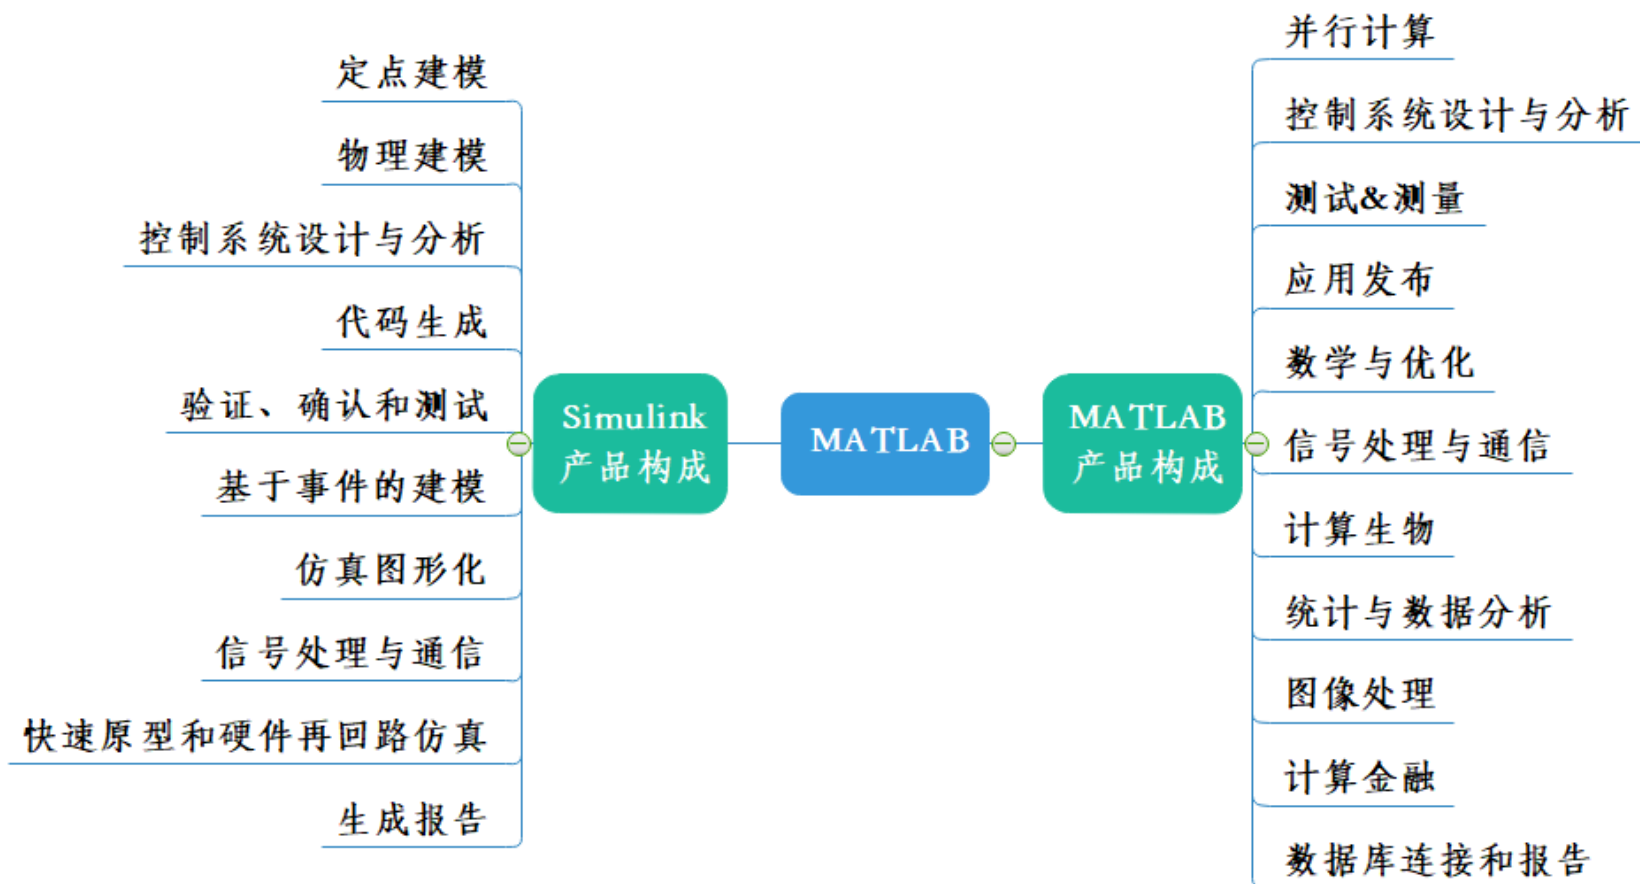 定点建模
物理建模
控制系统设计与分析
代码生成
验证、确认和测试
基于事件的建模
仿真图形化
信号处理与通信
快速原型和硬件再回路仿真
生成报告
Simulink
产品构成
MATLAB
MATLAB
产品构成
并行计算
控制系统设计与分析
测试&测量
应用发布
数学与优化
信号处理与通信
计算生物
统计与数据分析
图像处理
计算金融
数据库连接和报告